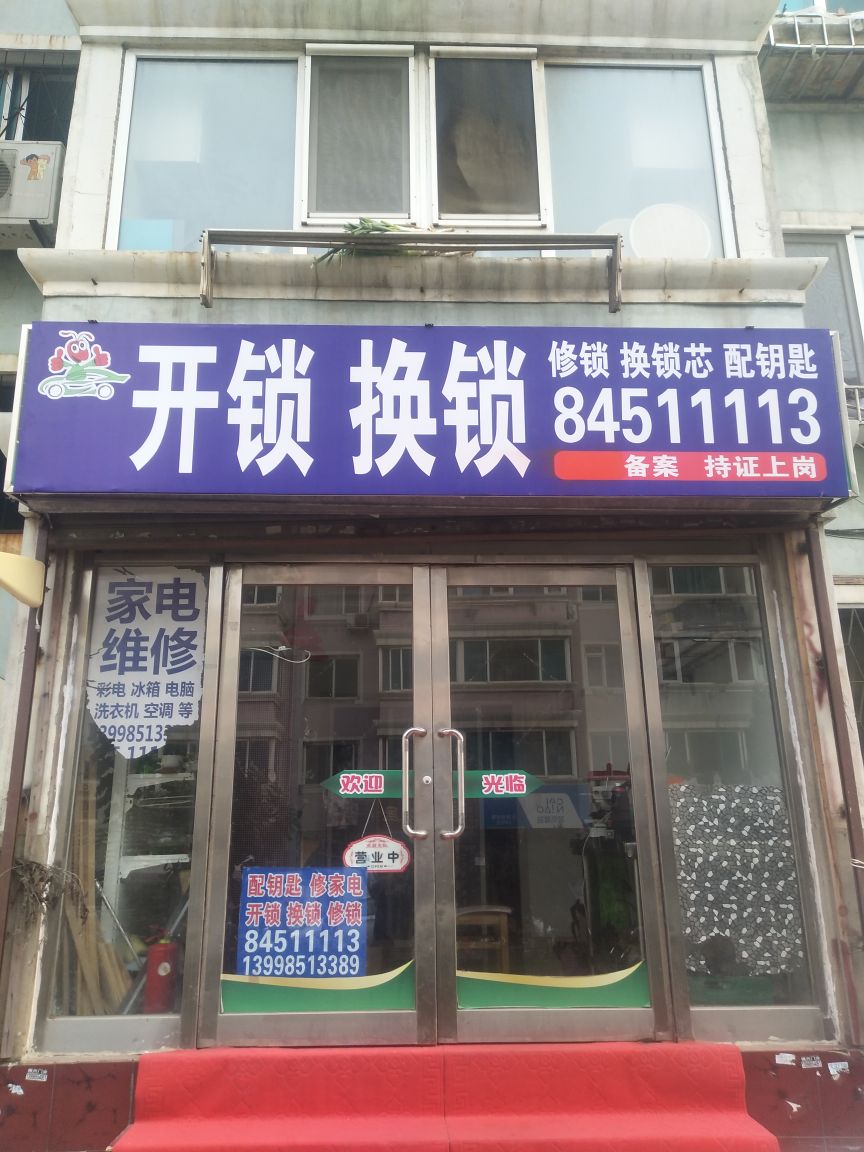 开锁 换锁
修锁 换锁芯 配钥匙
84511113
备案 持证上岗
家电
维修
彩电 冰箱 电脑
洗衣机 空调 等
欢迎 光临
营业中
配钥匙 修家电
开锁 换锁 修锁
84511113
13998513389